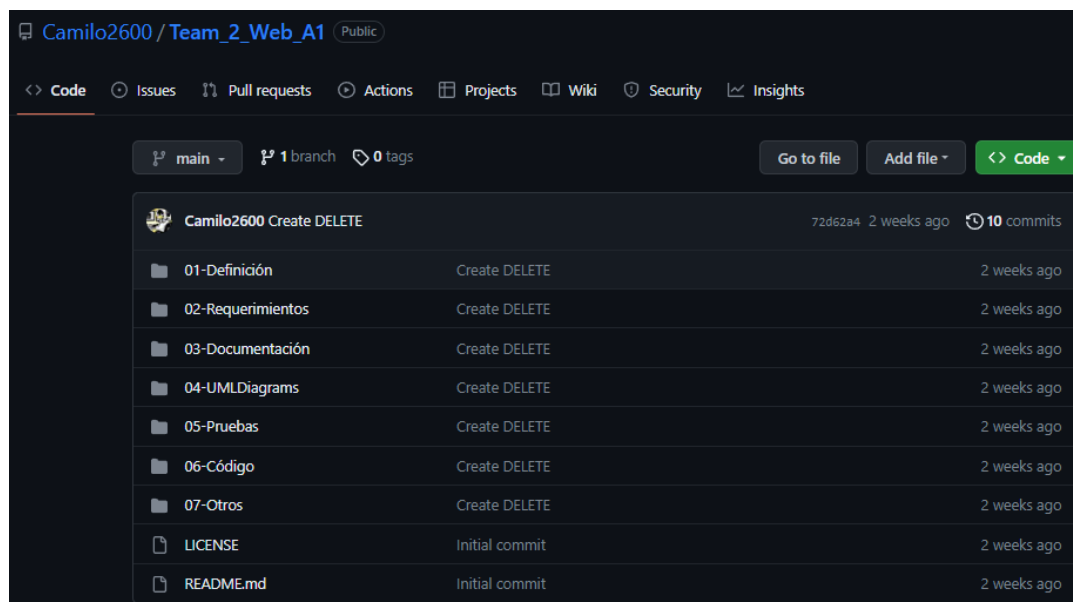 Camilo2600 / Team_2_Web_A1 Public
<> Code Issues Pull requests Actions Projects Wiki Security Insights
main 1 branch 0 tags Go to file Add file <> Code
Camilo2600 Create DELETE 72d62a4 2 weeks ago 10 commits
01-Definición Create DELETE 2 weeks ago
02-Requerimientos Create DELETE 2 weeks ago
03-Documentación Create DELETE 2 weeks ago
04-UMLDiagrams Create DELETE 2 weeks ago
05-Pruebas Create DELETE 2 weeks ago
06-Código Create DELETE 2 weeks ago
07-Otros Create DELETE 2 weeks ago
LICENSE Initial commit 2 weeks ago
README.md Initial commit 2 weeks ago